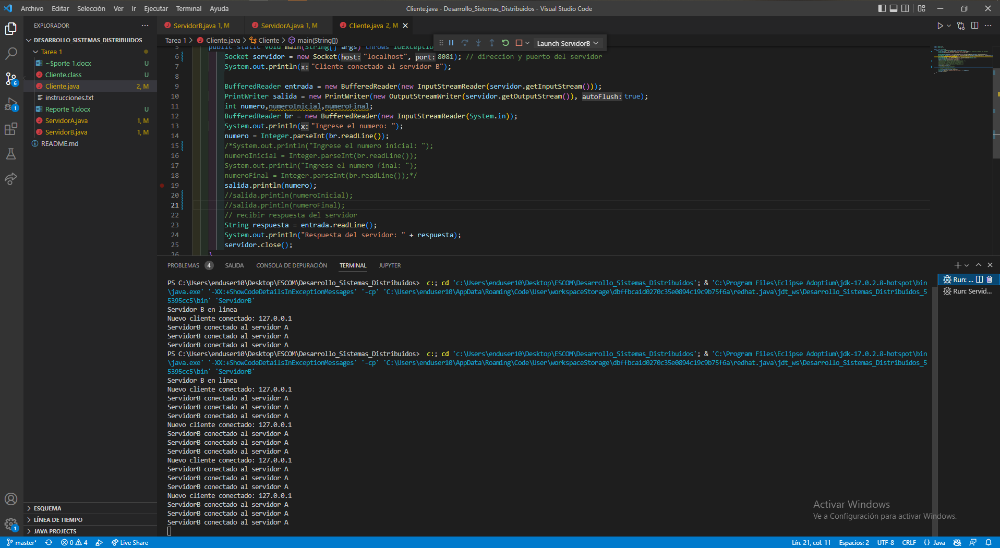 Archivo Editar Selección Ver Ir Ejecutar Terminal Ayuda
Cliente.java - Desarrollo_Sistemas_Distribuidos - Visual Studio Code
EXPLORADOR
DESARROLLO_SISTEMAS_DISTRIBUIDOS
Tarea 1
~$porte 1.docx U
Cliente.class U
Cliente.java 2, M
instrucciones.txt
Reporte 1.docx U
ServidorA.java 1, M
ServidorB.java 1, M
README.md
6
1
ESQUEMA
LÍNEA DE TIEMPO
JAVA PROJECTS
1
ServidorB.java 1, M ServidorA.java 1, M Cliente.java 2, M
Tarea 1 > Cliente.java > Cliente > main(String[])
Launch ServidorB
5 public static void main(String[] args) throws IOException
6 Socket servidor = new Socket(host: "localhost", port: 8081); // direccion y puerto del servidor
7 System.out.println(x: "Cliente conectado al servidor B");
8
9 BufferedReader entrada = new BufferedReader(new InputStreamReader(servidor.getInputStream()));
10 PrintWriter salida = new PrintWriter(new OutputStreamWriter(servidor.getOutputStream()), autoFlush: true);
11 int numero,numeroInicial,numeroFinal;
12 BufferedReader br = new BufferedReader(new InputStreamReader(System.in));
13 System.out.println(x: "Ingrese el numero: ");
14 numero = Integer.parseInt(br.readLine());
15 /*System.out.println("Ingrese el numero inicial: ");
16 numeroInicial = Integer.parseInt(br.readLine());
17 System.out.println("Ingrese el numero final: ");
18 numeroFinal = Integer.parseInt(br.readLine());*/
19 salida.println(numero);
20 //salida.println(numeroInicial);
21 //salida.println(numeroFinal);
22 // recibir respuesta del servidor
23 String respuesta = entrada.readLine();
24 System.out.println("Respuesta del servidor: " + respuesta);
25 servidor.close();
26 }
PROBLEMAS 4 SALIDA CONSOLA DE DEPURACIÓN TERMINAL JUPYTER
PS C:\Users\enduser10\Desktop\ESCOM\Desarrollo_Sistemas_Distribuidos> c:; cd 'c:\Users\enduser10\Desktop\ESCOM\Desarrollo_Sistemas_Distribuidos'; & 'C:\Program Files\Eclipse Adoptium\jdk-17.0.2.8-hotspot\bin
\java.exe' '-XX:+ShowCodeDetailsInExceptionMessages' '-cp' 'C:\Users\enduser10\AppData\Roaming\Code\User\workspaceStorage\dbffbca1d0270c35e0894c19c9b75f6a\redhat.java\jdt_ws\Desarrollo_Sistemas_Distribuidos_5
5395cc5\bin' 'ServidorB'
Servidor B en linea
Nuevo cliente conectado: 127.0.0.1
ServidorB conectado al servidor A
ServidorB conectado al servidor A
ServidorB conectado al servidor A
PS C:\Users\enduser10\Desktop\ESCOM\Desarrollo_Sistemas_Distribuidos> c:; cd 'c:\Users\enduser10\Desktop\ESCOM\Desarrollo_Sistemas_Distribuidos'; & 'C:\Program Files\Eclipse Adoptium\jdk-17.0.2.8-hotspot\bin
\java.exe' '-XX:+ShowCodeDetailsInExceptionMessages' '-cp' 'C:\Users\enduser10\AppData\Roaming\Code\User\workspaceStorage\dbffbca1d0270c35e0894c19c9b75f6a\redhat.java\jdt_ws\Desarrollo_Sistemas_Distribuidos_5
5395cc5\bin' 'ServidorB'
Servidor B en linea
Nuevo cliente conectado: 127.0.0.1
ServidorB conectado al servidor A
ServidorB conectado al servidor A
ServidorB conectado al servidor A
Nuevo cliente conectado: 127.0.0.1
ServidorB conectado al servidor A
ServidorB conectado al servidor A
ServidorB conectado al servidor A
Nuevo cliente conectado: 127.0.0.1
ServidorB conectado al servidor A
ServidorB conectado al servidor A
ServidorB conectado al servidor A
Nuevo cliente conectado: 127.0.0.1
ServidorB conectado al servidor A
ServidorB conectado al servidor A
ServidorB conectado al servidor A
Run: ...
Run: Servid...
Activar Windows
Ve a Configuración para activar Windows.
master* 0 4 Live Share
Lín. 21, col. 11 Espacios: 2 UTF-8 CRLF {} Java